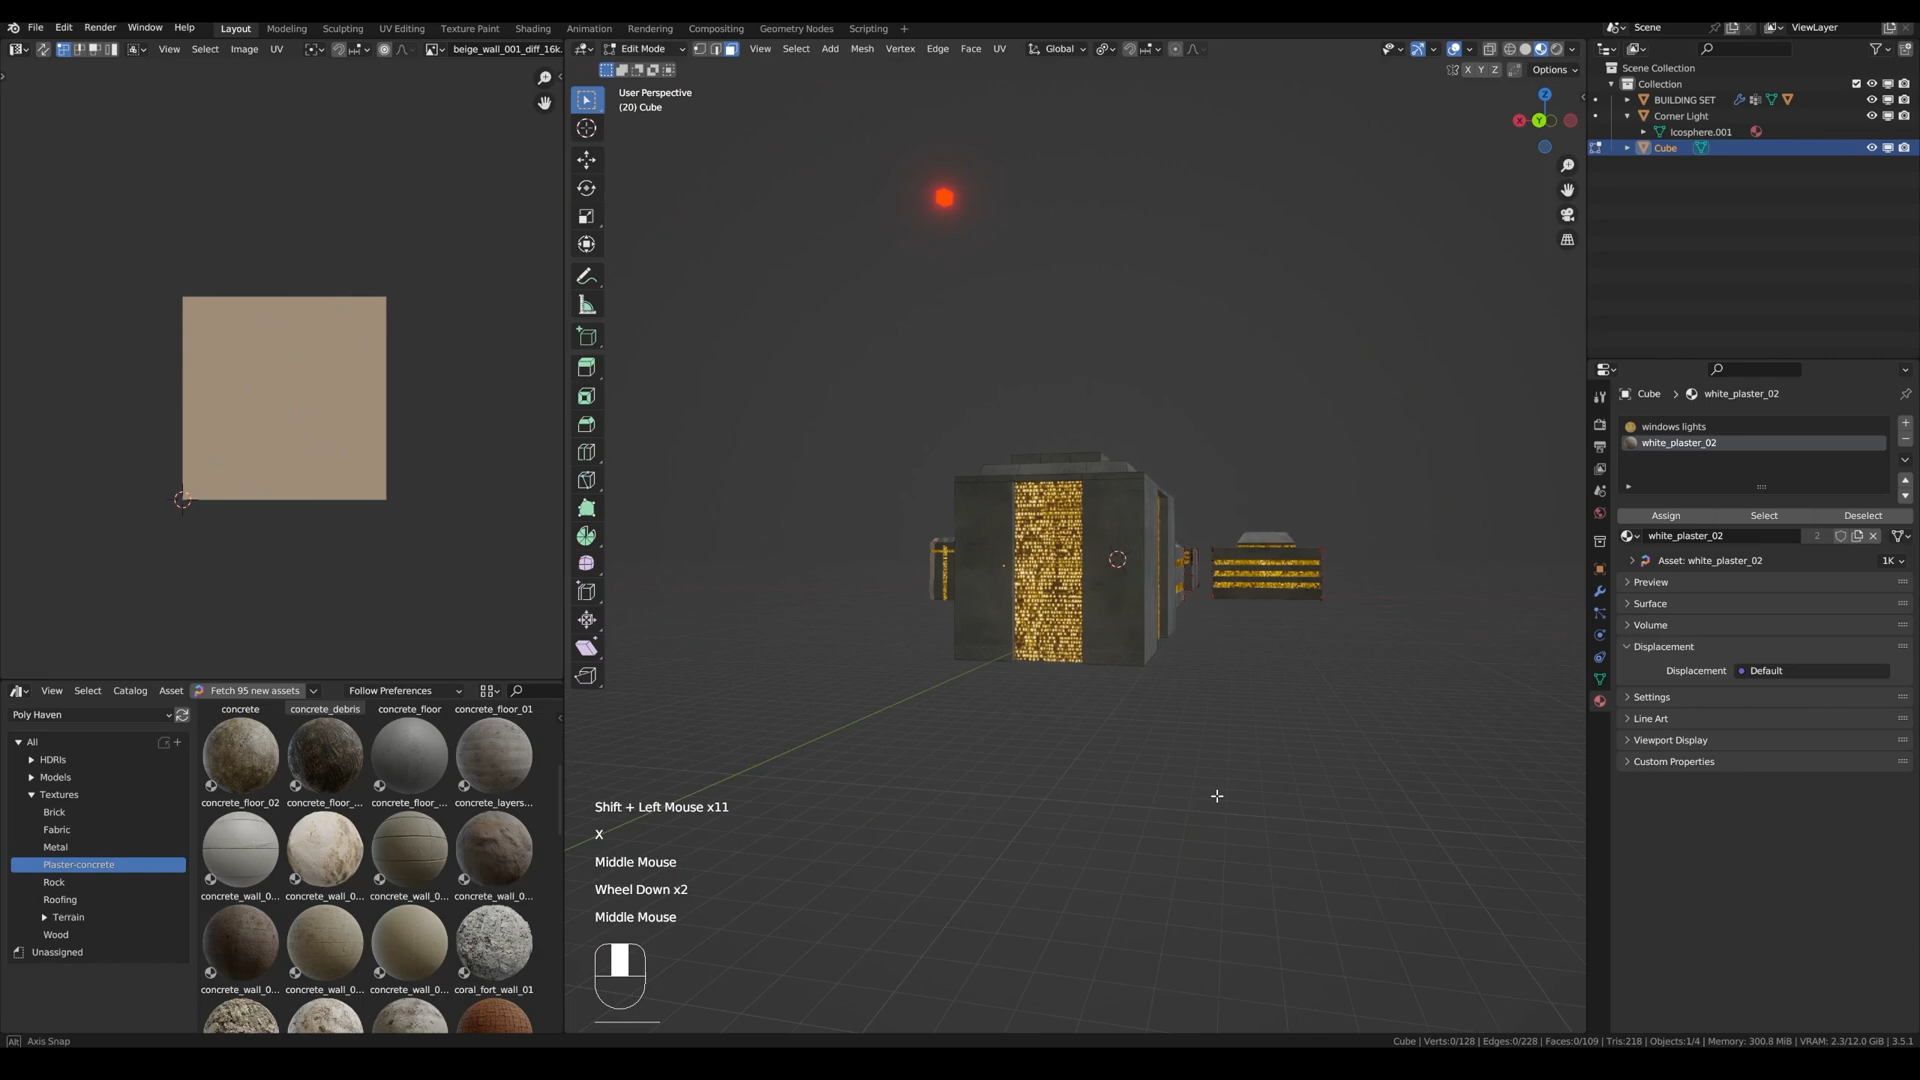 File Edit Render Window Help Layout Modeling Sculpting UV Editing Texture Paint Shading Animation Rendering Compositing Geometry Nodes Scripting + Scene ViewLayer
View Select Image UV beige_wall_001_diff_16k.
Edit Mode View Select Add Mesh Vertex Edge Face UV Global
X Y Z Options
User Perspective
(20) Cube
Z
X Y
Scene Collection
Collection
BUILDING SET
Corner Light
Icosphere.001
Cube
Cube > white_plaster_02
windows lights
white_plaster_02
Assign Select Deselect
white_plaster_02 2
Asset: white_plaster_02 1K
Preview
Surface
Volume
Displacement
Displacement Default
Settings
Line Art
Viewport Display
Custom Properties
View Select Catalog Asset Fetch 95 new assets Follow Preferences
Poly Haven
All
HDRIs
Models
Textures
Brick
Fabric
Metal
Plaster-concrete
Rock
Roofing
Terrain
Wood
Unassigned
concrete concrete_debris concrete_floor concrete_floor_01
concrete_floor_02 concrete_floor_... concrete_floor_... concrete_layers...
concrete_wall_0... concrete_wall_0... concrete_wall_0... concrete_wall_0...
concrete_wall_0... concrete_wall_0... concrete_wall_0... coral_fort_wall_01
Shift + Left Mouse x11
X
Middle Mouse
Wheel Down x2
Middle Mouse
Alt Axis Snap
Cube | Verts:0/128 | Edges:0/228 | Faces:0/109 | Tris:218 | Objects:1/4 | Memory: 300.8 MiB | VRAM: 2.3/12.0 GiB | 3.5.1